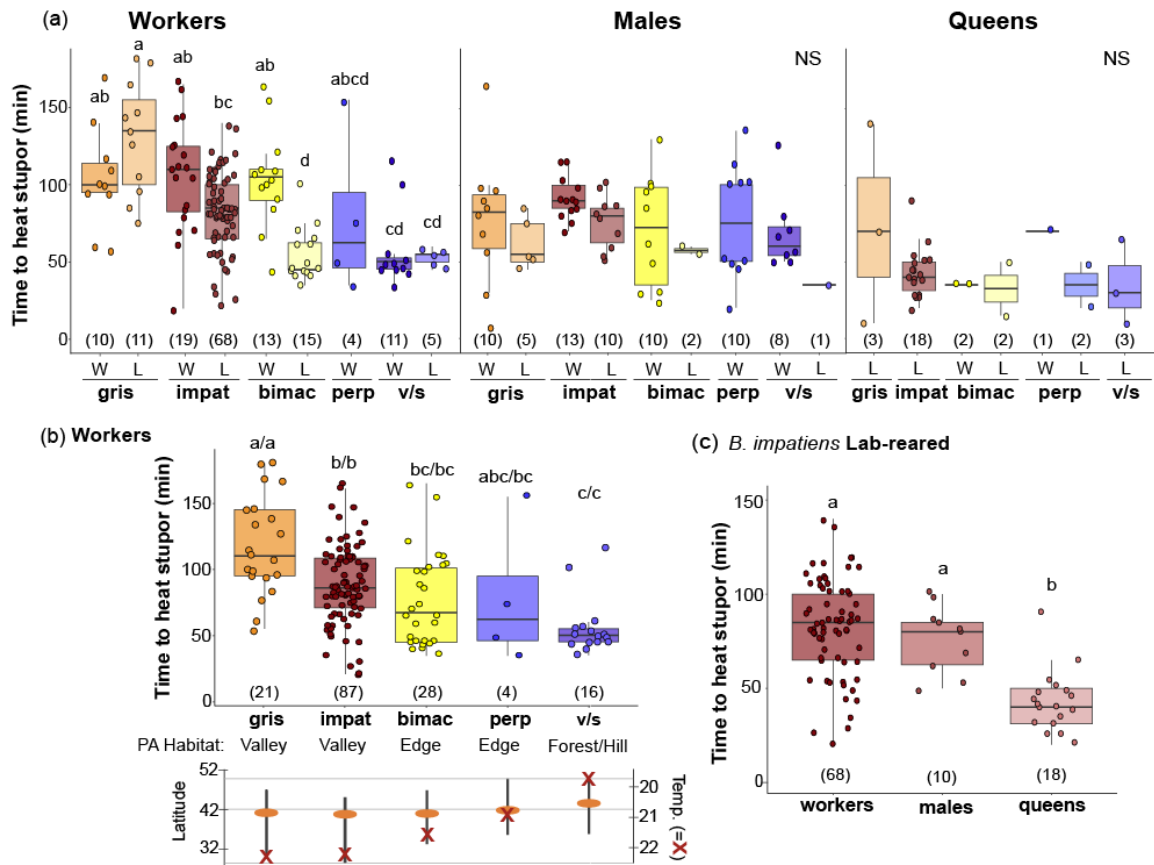 (a) Workers Males Queens
Time to heat stupor (min)
150
100
50
0
ab a ab bc ab d abcd cd cd
NS NS
(10) (11) (19) (68) (13) (15) (4) (11) (5) (10) (5) (13) (10) (10) (2) (10) (8) (1) (3) (18) (2) (2) (1) (2) (3)
W L W L W L W W L W L W L W L W W L L L W L W L L
gris impat bimac perp v/s gris impat bimac perp v/s gris impat bimac perp v/s
(b) Workers
Time to heat stupor (min)
150
100
50
0
a/a b/b bc/bc abc/bc c/c
(21) (87) (28) (4) (16)
gris impat bimac perp v/s
PA Habitat: Valley Valley Edge Edge Forest/Hill
Latitude
52
42
32
20
21
22
Temp. (= X )
(c) B. impatiens Lab-reared
Time to heat stupor (min)
150
100
50
0
a a b
(68) (10) (18)
workers males queens